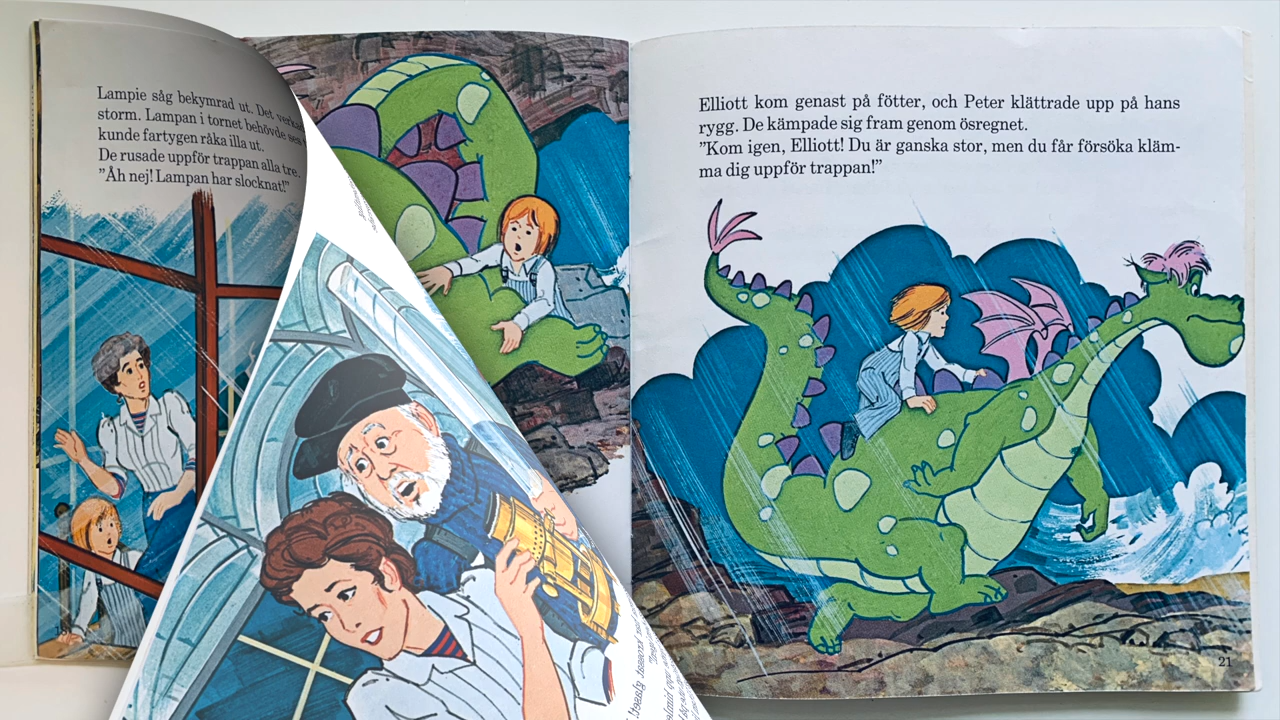 Lampie såg bekymrad ut. Det
storm. Lampan i tornet behövde
kunde fartygen råka illa ut.
De rusade uppför trappan alla tre.
”Åh nej! Lampan har slocknat!”
Elliott kom genast på fötter, och Peter klättrade upp på hans
rygg. De kämpade sig fram genom ösregnet.
”Kom igen, Elliott! Du är ganska stor, men du får försöka kläm-
ma dig uppför trappan!”
21